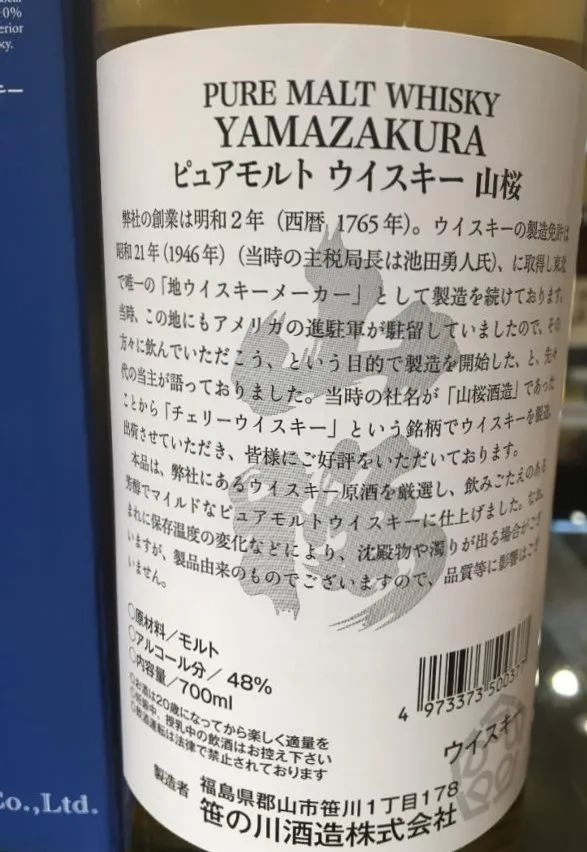 0%
erior
ky.
PURE MALT WHISKY
YAMAZAKURA
ピュアモルト ウイスキー 山桜
弊社の創業は明和2年（西暦 1765年）。ウイスキーの製造免許は
昭和21年（1946年）（当時の主税局長は池田勇人氏）、に取得し東北
で唯一の「地ウイスキーメーカー」として製造を続けております。
当時、この地にもアメリカの進駐軍が駐留していましたので、その
方々に飲んでいただこう、という目的で製造を開始した、と、先々
代の当主が語っておりました。当時の社名が「山桜酒造」であった
ことから「チェリーウイスキー」という銘柄でウイスキーを製造、
出荷させていただき、皆様にご好評をいただいております。
本品は、弊社にあるウイスキー原酒を厳選し、飲みごたえのある
芳醇でマイルドなピュアモルトウイスキーに仕上げました。なお、
まれに保存温度の変化などにより、沈殿物や濁りが出る場合がござ
いますが、製品由来のものでございますので、品質等に影響はござ
いません。
○原材料／モルト
○アルコール分／48%
○内容量／700ml
○お酒は20歳になってから楽しく適量を
○妊娠中、授乳中の飲酒はお控え下さい
○飲酒運転は法律で禁止されております
4 973373 50037
ウイスキー
製造者 福島県郡山市笹川1丁目178
笹の川酒造株式会社
Co.,Ltd.